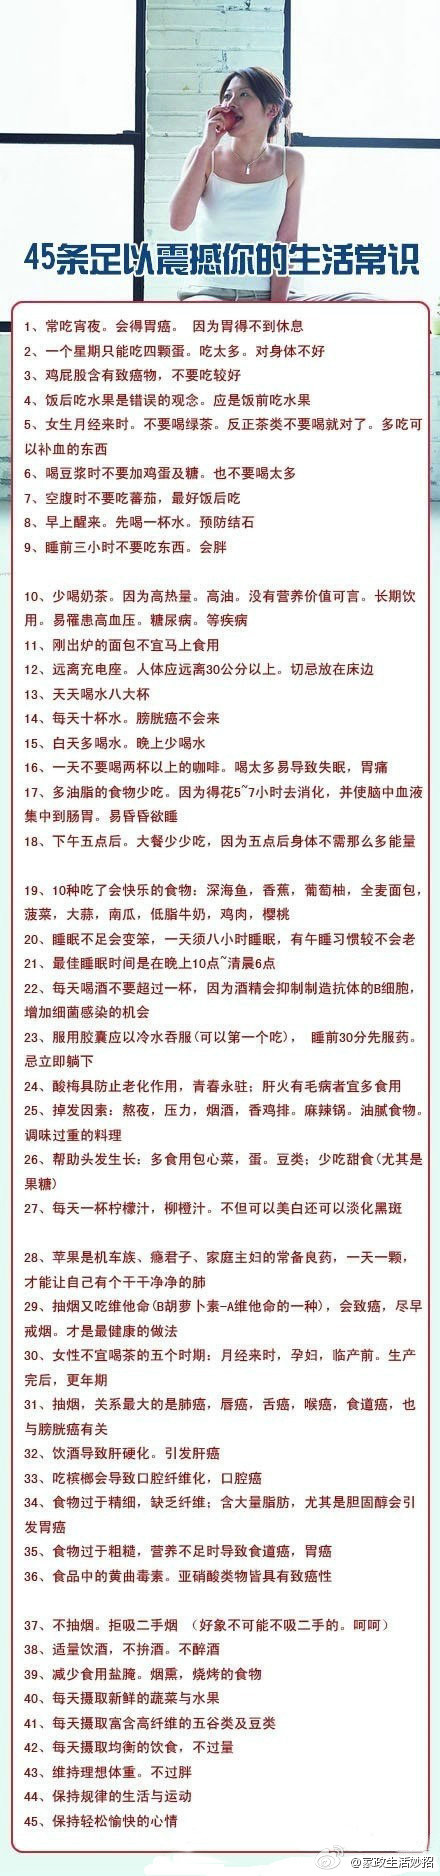 45条足以震撼你的生活常识
1、常吃宵夜。会得胃癌。 因为胃得不到休息
2、一个星期只能吃四颗蛋。吃太多。对身体不好
3、鸡屁股含有致癌物，不要吃较好
4、饭后吃水果是错误的观念。应是饭前吃水果
5、女生月经来时。不要喝绿茶。反正茶类不要喝就对了。多吃可
以补血的东西
6、喝豆浆时不要加鸡蛋及糖。也不要喝太多
7、空腹时不要吃蕃茄，最好饭后吃
8、早上醒来。先喝一杯水。预防结石
9、睡前三小时不要吃东西。会胖
10、少喝奶茶。因为高热量。高油。没有营养价值可言。长期饮
用。易罹患高血压。糖尿病。等疾病
11、刚出炉的面包不宜马上食用
12、远离充电座。人体应远离30公分以上。切忌放在床边
13、天天喝水八大杯
14、每天十杯水。膀胱癌不会来
15、白天多喝水。晚上少喝水
16、一天不要喝两杯以上的咖啡。喝太多易导致失眠，胃痛
17、多油脂的食物少吃。因为得花5~7小时去消化，并使脑中血液
集中到肠胃。易昏昏欲睡
18、下午五点后。大餐少少吃，因为五点后身体不需那么多能量
19、10种吃了会快乐的食物：深海鱼，香蕉，葡萄柚，全麦面包，
菠菜，大蒜，南瓜，低脂牛奶，鸡肉，樱桃
20、睡眠不足会变笨，一天须八小时睡眠，有午睡习惯较不会老
21、最佳睡眠时间是在晚上10点~清晨6点
22、每天喝酒不要超过一杯，因为酒精会抑制制造抗体的B细胞，
增加细菌感染的机会
23、服用胶囊应以冷水吞服(可以第一个吃)， 睡前30分先服药。
忌立即躺下
24、酸梅具防止老化作用，青春永驻；肝火有毛病者宜多食用
25、掉发因素：熬夜，压力，烟酒，香鸡排。麻辣锅。油腻食物。
调味过重的料理
26、帮助头发生长：多食用包心菜，蛋。豆类；少吃甜食(尤其是
果糖)
27、每天一杯柠檬汁，柳橙汁。不但可以美白还可以淡化黑斑
28、苹果是机车族、瘾君子、家庭主妇的常备良药，一天一颗，
才能让自己有个干干净净的肺
29、抽烟又吃维他命(B胡萝卜素-A维他命的一种)，会致癌，尽早
戒烟。才是最健康的做法
30、女性不宜喝茶的五个时期：月经来时，孕妇，临产前。生产
完后，更年期
31、抽烟，关系最大的是肺癌，唇癌，舌癌，喉癌，食道癌，也
与膀胱癌有关
32、饮酒导致肝硬化。引发肝癌
33、吃槟榔会导致口腔纤维化，口腔癌
34、食物过于精细，缺乏纤维；含大量脂肪，尤其是胆固醇会引
发胃癌
35、食物过于粗糙，营养不足时导致食道癌，胃癌
36、食品中的黄曲毒素。亚硝酸类物皆具有致癌性
37、不抽烟。拒吸二手烟 （好象不可能不吸二手的。呵呵）
38、适量饮酒，不拚酒。不醉酒
39、减少食用盐腌。烟熏，烧烤的食物
40、每天摄取新鲜的蔬菜与水果
41、每天摄取富含高纤维的五谷类及豆类
42、每天摄取均衡的饮食，不过量
43、维持理想体重。不过胖
44、保持规律的生活与运动
45、保持轻松愉快的心情
@家政生活妙招